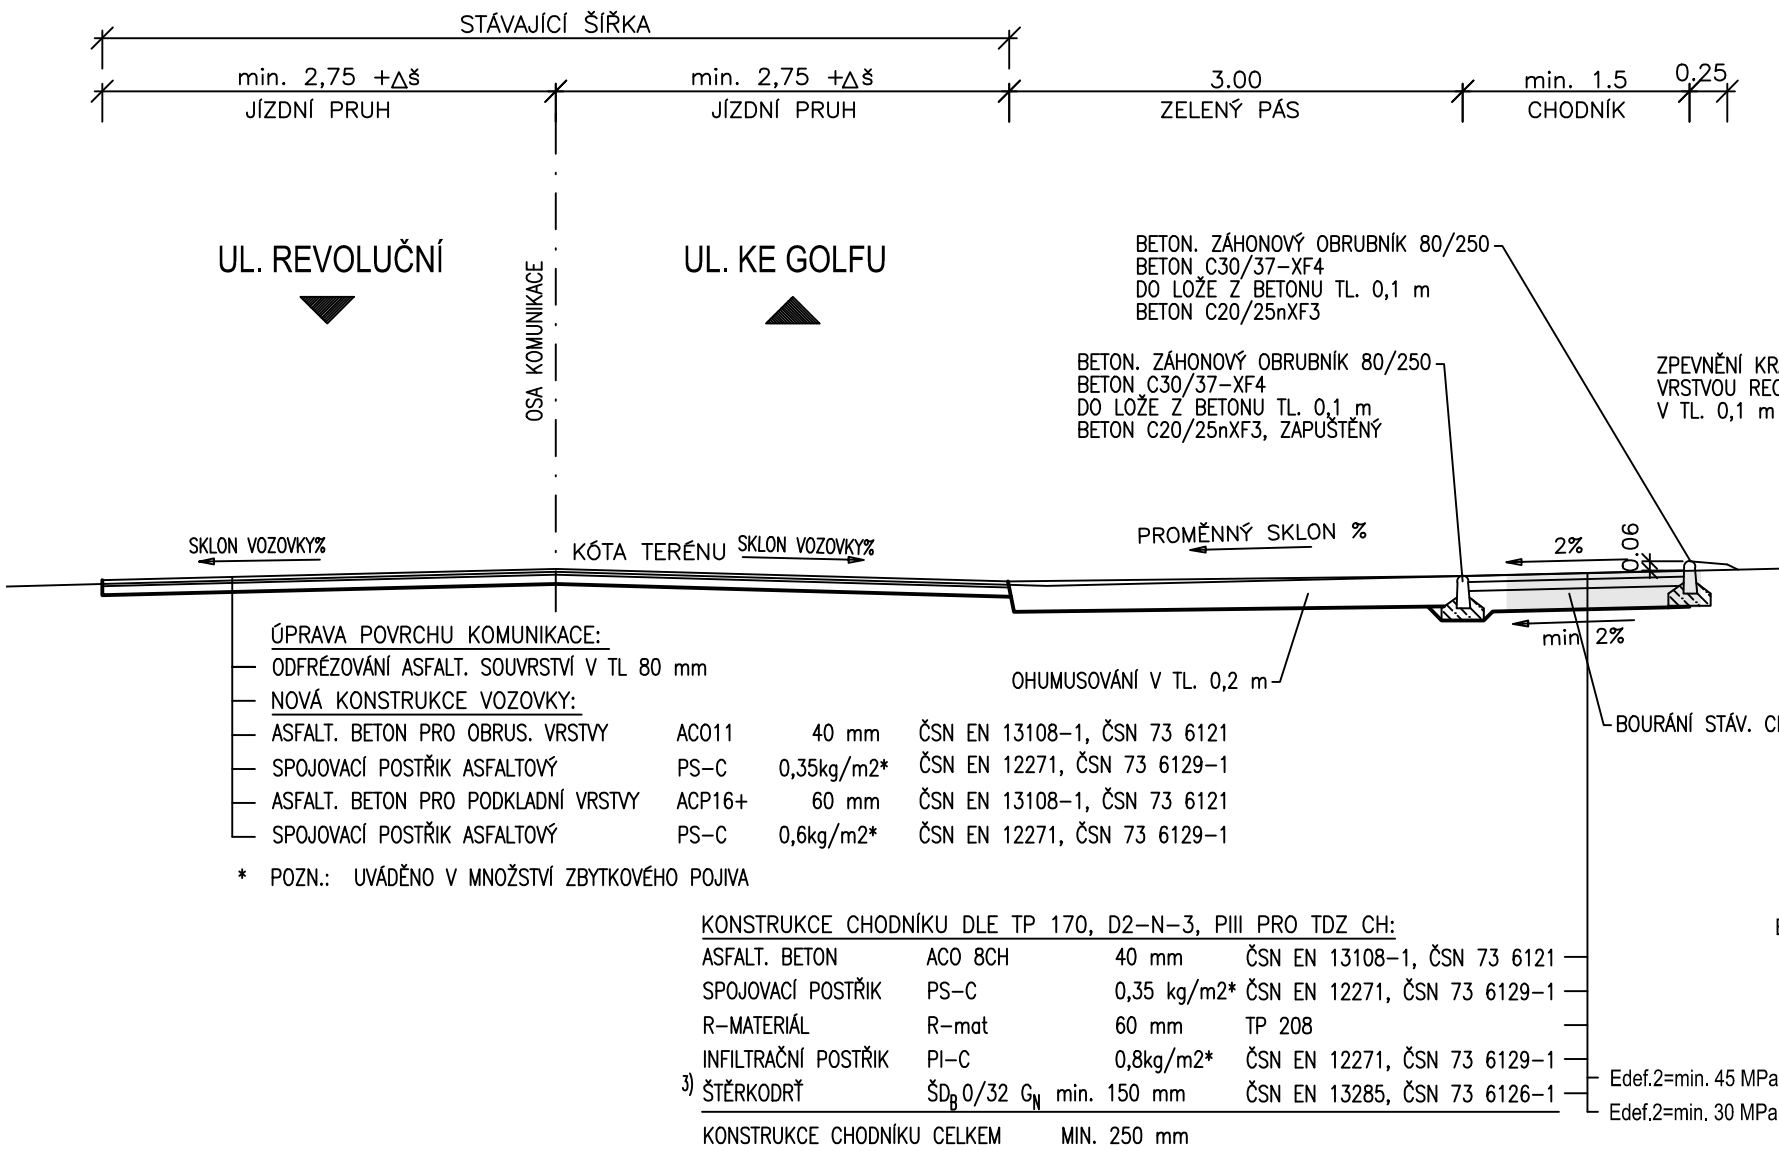 STÁVAJÍCÍ ŠÍŘKA
min. 2,75 +△š
min. 2,75 +△š
3.00
min. 1.5
0.25
JÍZDNÍ PRUH
JÍZDNÍ PRUH
ZELENÝ PÁS
CHODNÍK
UL. REVOLUČNÍ
UL. KE GOLFU
OSA KOMUNIKACE
BETON. ZÁHONOVÝ OBRUBNÍK 80/250
BETON C30/37-XF4
DO LOŽE Z BETONU TL. 0,1 m
BETON C20/25nXF3
BETON. ZÁHONOVÝ OBRUBNÍK 80/250
BETON C30/37-XF4
DO LOŽE Z BETONU TL. 0,1 m
BETON C20/25nXF3, ZAPUŠTĚNÝ
ZPEVNĚNÍ
VRSTVOU
V TL. 0,1 m
SKLON VOZOVKY%
KÓTA TERÉNU
SKLON VOZOVKY%
PROMĚNNÝ SKLON %
2%
0.06
min 2%
ÚPRAVA POVRCHU KOMUNIKACE:
ODFRÉZOVÁNÍ ASFALT. SOUVRSTVÍ V TL 80 mm
OHUMUSOVÁNÍ V TL. 0,2 m
NOVÁ KONSTRUKCE VOZOVKY:
BOURÁNÍ STÁV.
ASFALT. BETON PRO OBRUS. VRSTVY ACO11 40 mm ČSN EN 13108-1, ČSN 73 6121
SPOJOVACÍ POSTŘIK ASFALTOVÝ PS-C 0,35kg/m2* ČSN EN 12271, ČSN 73 6129-1
ASFALT. BETON PRO PODKLADNÍ VRSTVY ACP16+ 60 mm ČSN EN 13108-1, ČSN 73 6121
SPOJOVACÍ POSTŘIK ASFALTOVÝ PS-C 0,6kg/m2* ČSN EN 12271, ČSN 73 6129-1
* POZN.: UVÁDĚNO V MNOŽSTVÍ ZBYTKOVÉHO POJIVA
KONSTRUKCE CHODNÍKU DLE TP 170, D2-N-3, PIII PRO TDZ CH:
ASFALT. BETON ACO 8CH 40 mm ČSN EN 13108-1, ČSN 73 6121
SPOJOVACÍ POSTŘIK PS-C 0,35 kg/m2* ČSN EN 12271, ČSN 73 6129-1
R-MATERIÁL R-mat 60 mm TP 208
INFILTRAČNÍ POSTŘIK PI-C 0,8kg/m2* ČSN EN 12271, ČSN 73 6129-1
3) ŠTĚRKODRŤ ŠDB 0/32 GN min. 150 mm ČSN EN 13285, ČSN 73 6126-1
Edef.2=min. 45 MPa
Edef.2=min. 30 MPa
KONSTRUKCE CHODNÍKU CELKEM MIN. 250 mm